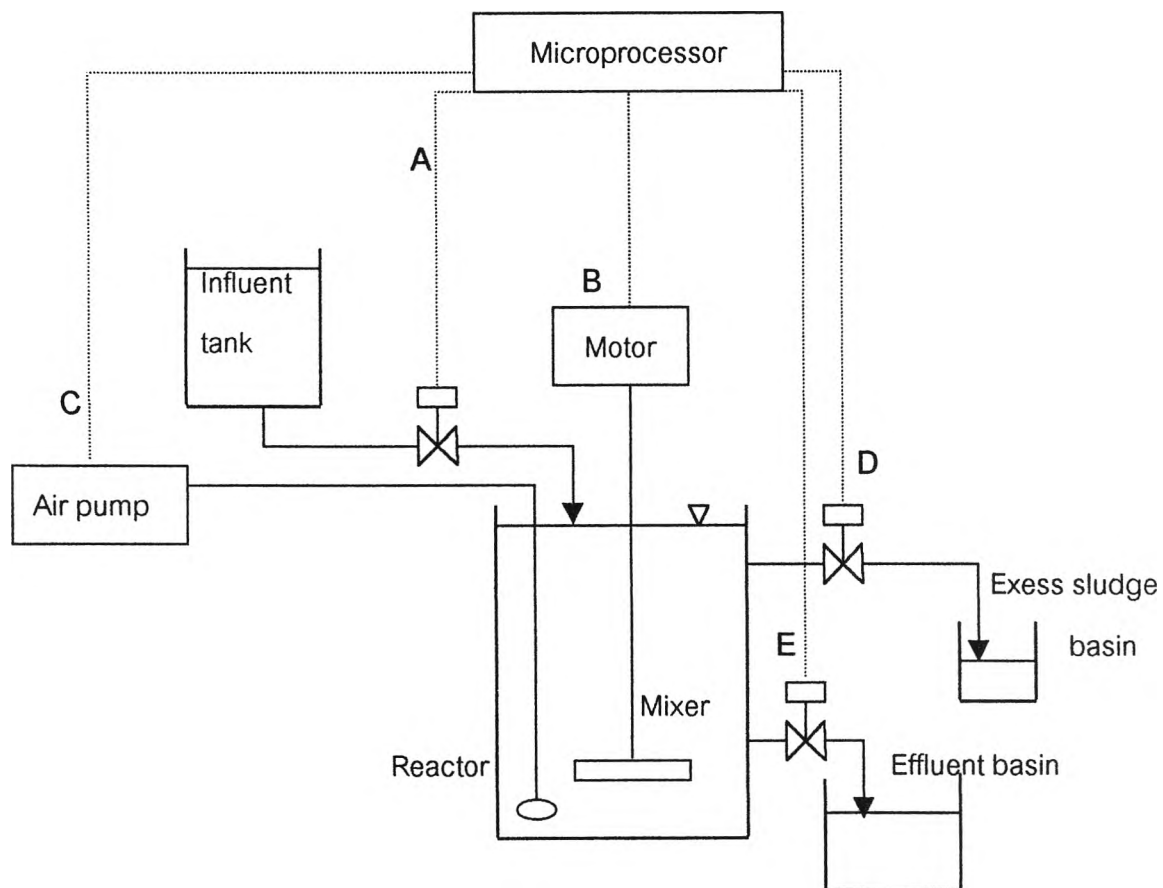 Microprocessor
A
Influent
tank
B
Motor
C
Air pump
D
Exess sludge
basin
E
Mixer
Reactor
Effluent basin